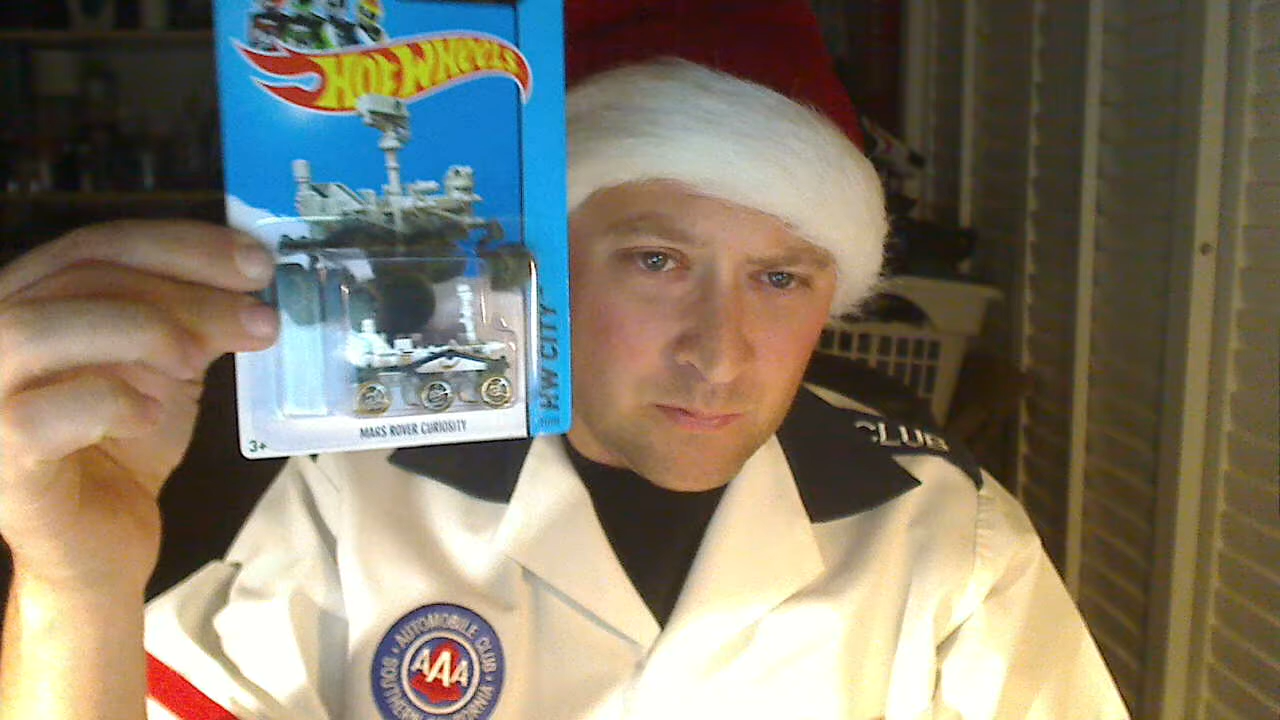 HOT WHEELS
HW CITY
MARS ROVER CURIOSITY
3+
CLUB
AUTOMOBILE CLUB
AAA
SOUTHERN CALIFORNIA